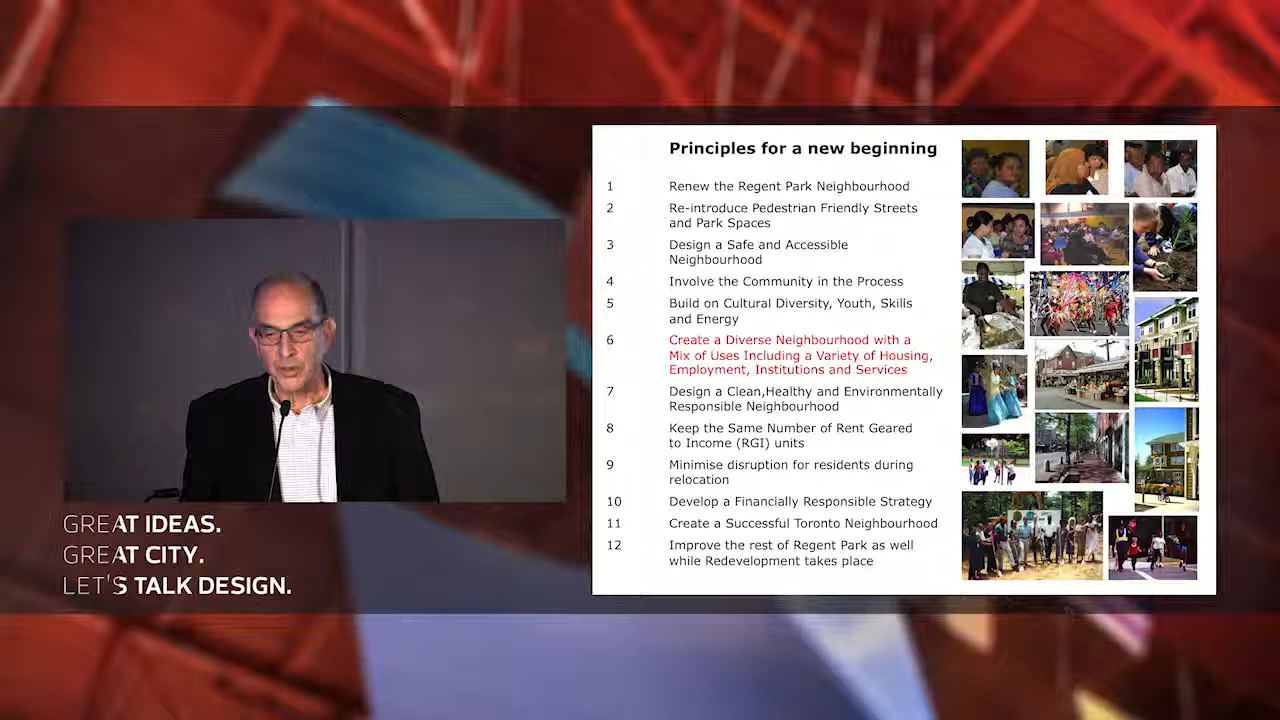 Principles for a new beginning
1 Renew the Regent Park Neighbourhood
2 Re-introduce Pedestrian Friendly Streets
and Park Spaces
3 Design a Safe and Accessible
Neighbourhood
4 Involve the Community in the Process
5 Build on Cultural Diversity, Youth, Skills
and Energy
6 Create a Diverse Neighbourhood with a
Mix of Uses Including a Variety of Housing,
Employment, Institutions and Services
7 Design a Clean,Healthy and Environmentally
Responsible Neighbourhood
8 Keep the Same Number of Rent Geared
to Income (RGI) units
9 Minimise disruption for residents during
relocation
10 Develop a Financially Responsible Strategy
11 Create a Successful Toronto Neighbourhood
12 Improve the rest of Regent Park as well
while Redevelopment takes place
GREAT IDEAS.
GREAT CITY.
LET'S TALK DESIGN.